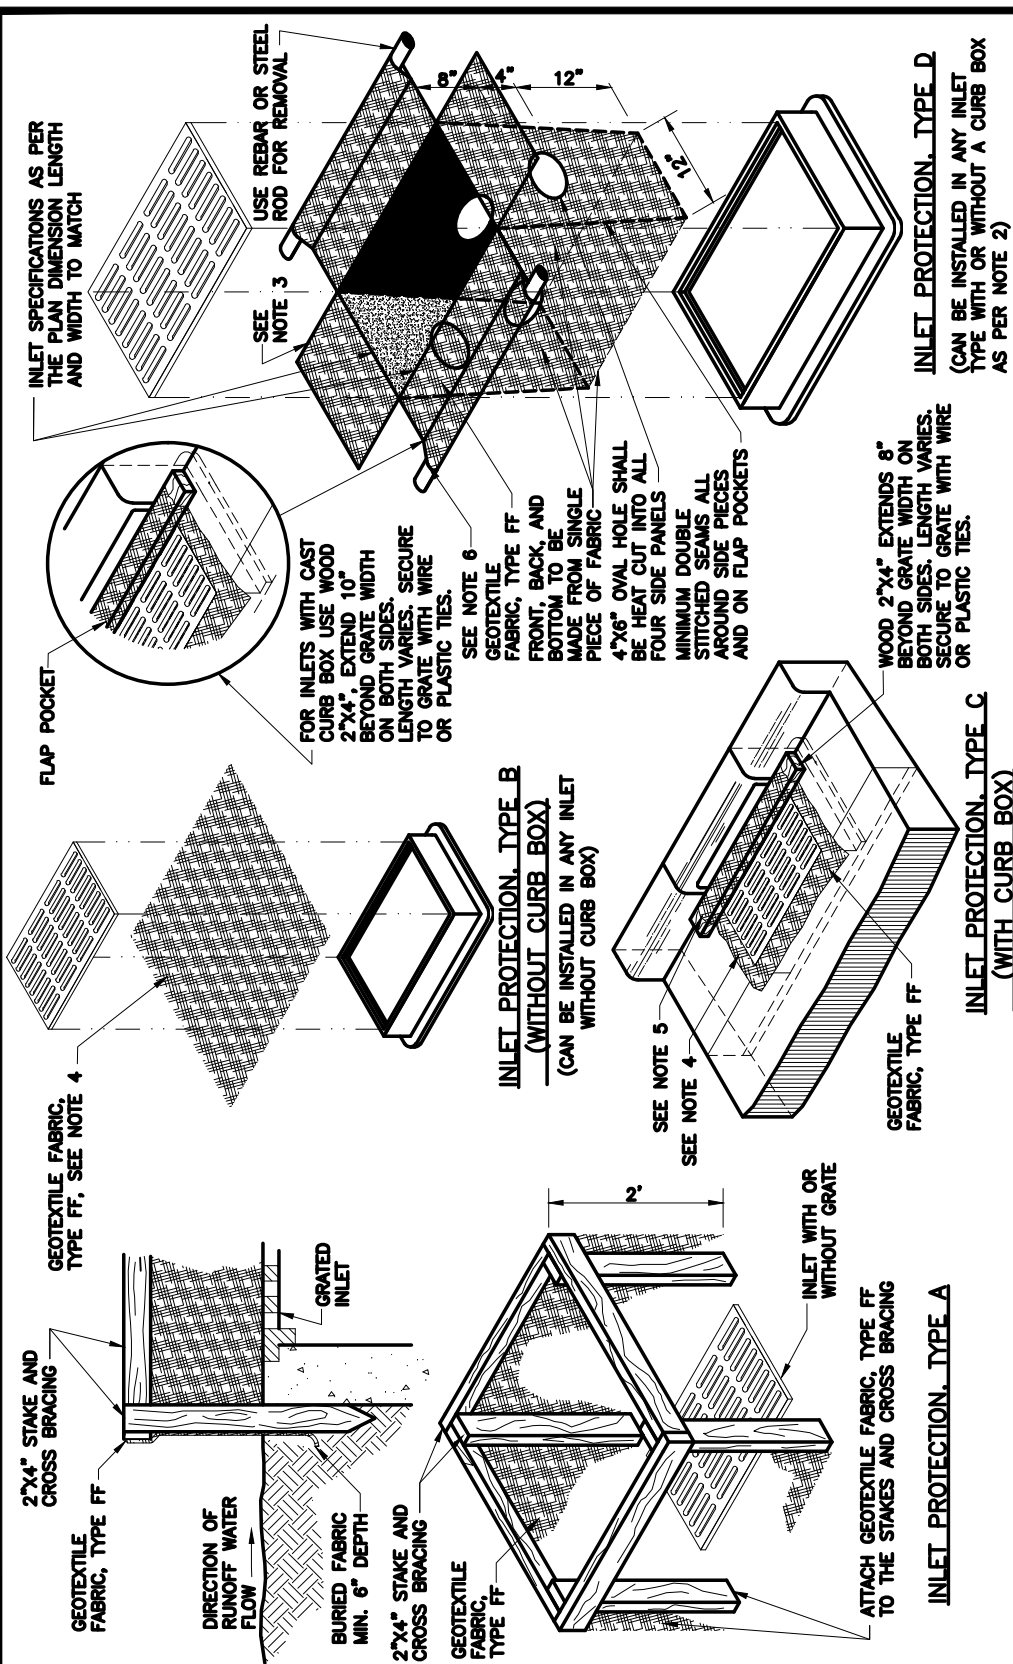 2"X4" STAKE AND
CROSS BRACING
GEOTEXTILE
FABRIC, TYPE FF
DIRECTION OF
RUNOFF WATER
FLOW
BURIED FABRIC
MIN. 6" DEPTH
GRATED
INLET
2"X4" STAKE AND
CROSS BRACING
GEOTEXTILE
FABRIC,
TYPE FF
2'
INLET WITH OR
WITHOUT GRATE
ATTACH GEOTEXTILE FABRIC, TYPE FF
TO THE STAKES AND CROSS BRACING
INLET PROTECTION, TYPE A
GEOTEXTILE FABRIC,
TYPE FF, SEE NOTE 4
INLET PROTECTION, TYPE B
(WITHOUT CURB BOX)
(CAN BE INSTALLED IN ANY INLET
WITHOUT CURB BOX)
SEE NOTE 5
SEE NOTE 4
GEOTEXTILE
FABRIC, TYPE FF
WOOD 2"X4" EXTENDS 8"
BEYOND GRATE WIDTH ON
BOTH SIDES. LENGTH VARIES.
SECURE TO GRATE WITH WIRE
OR PLASTIC TIES.
INLET PROTECTION, TYPE C
(WITH CURB BOX)
FLAP POCKET
FOR INLETS WITH CAST
CURB BOX USE WOOD
2"X4", EXTEND 10"
BEYOND GRATE WIDTH
ON BOTH SIDES.
LENGTH VARIES. SECURE
TO GRATE WITH WIRE
OR PLASTIC TIES.
INLET SPECIFICATIONS AS PER
THE PLAN DIMENSION LENGTH
AND WIDTH TO MATCH
USE REBAR OR STEEL
ROD FOR REMOVAL
SEE
NOTE 3
8"
4"
12"
12"
SEE NOTE 6
GEOTEXTILE
FABRIC, TYPE FF
FRONT, BACK, AND
BOTTOM TO BE
MADE FROM SINGLE
PIECE OF FABRIC
4"X6" OVAL HOLE SHALL
BE HEAT CUT INTO ALL
FOUR SIDE PANELS
MINIMUM DOUBLE
STITCHED SEAMS ALL
AROUND SIDE PIECES
AND ON FLAP POCKETS
INLET PROTECTION, TYPE D
(CAN BE INSTALLED IN ANY INLET
TYPE WITH OR WITHOUT A CURB BOX
AS PER NOTE 2)